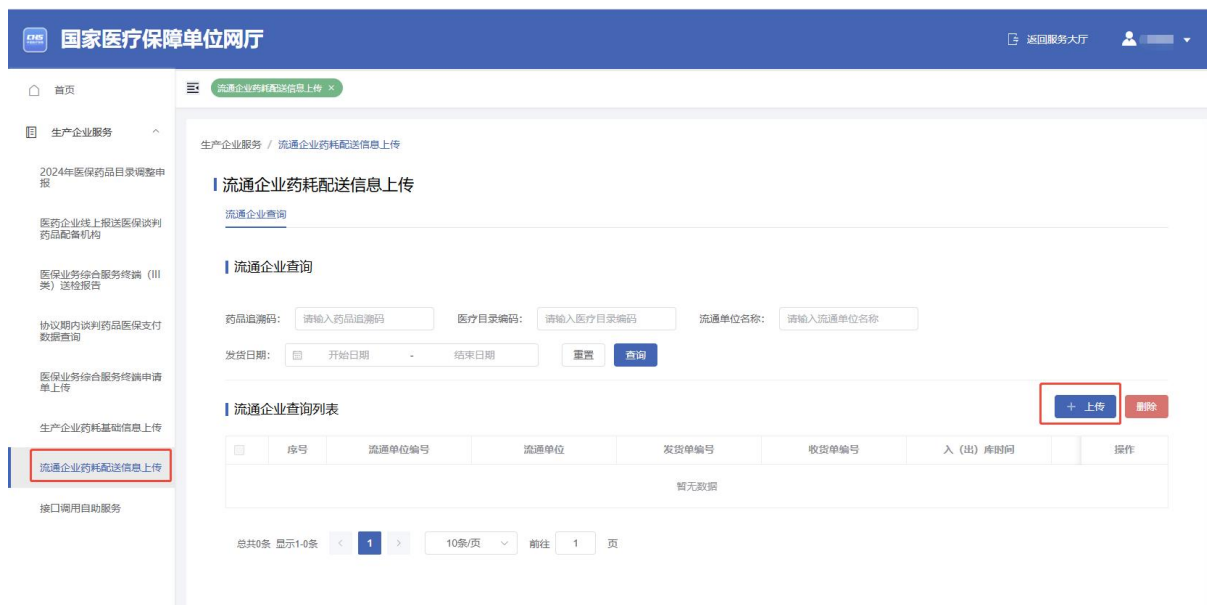 CHS
国家医疗保障单位网厅
返回服务大厅
首页
流通企业药耗配送信息上传 ×
生产企业服务
生产企业服务 / 流通企业药耗配送信息上传
2024年医保药品目录调整申
报
流通企业药耗配送信息上传
医药企业线上报送医保谈判
药品配备机构
流通企业查询
医保业务综合服务终端（III
类）送检报告
流通企业查询
协议期内谈判药品医保支付
数据查询
药品追溯码： 请输入药品追溯码 医疗目录编码： 请输入医疗目录编码 流通单位名称： 请输入流通单位名称
发货日期： 开始日期 - 结束日期 重置 查询
医保业务综合服务终端申请
单上传
流通企业查询列表 + 上传 删除
生产企业药耗基础信息上传
序号 流通单位编号 流通单位 发货单编号 收货单编号 入（出）库时间 操作
流通企业药耗配送信息上传
暂无数据
接口调用自助服务
总共0条 显示1-0条 < 1 > 10条/页 前往 1 页